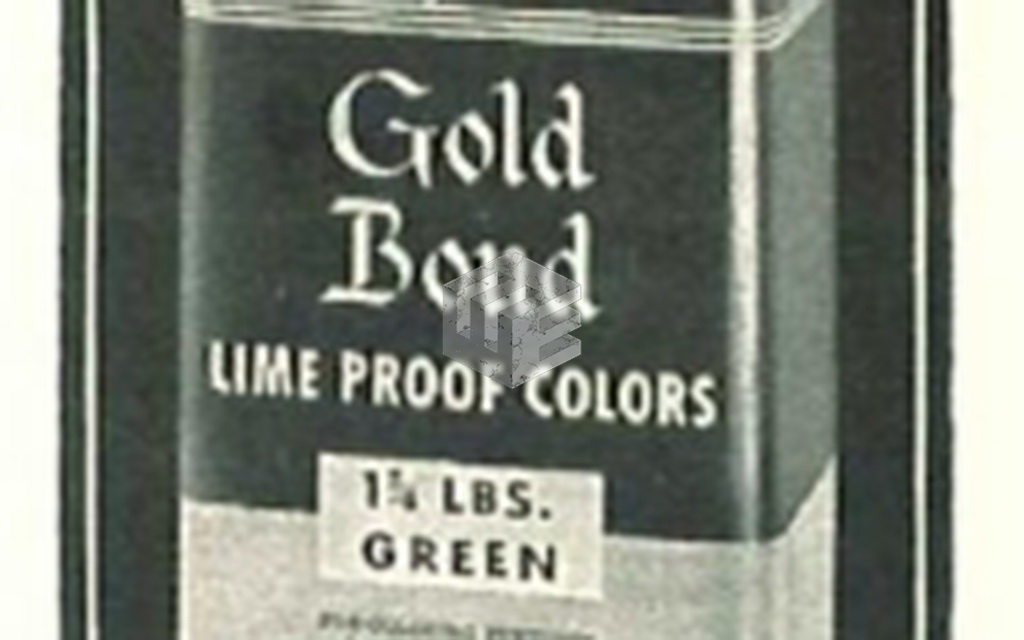 Gold
Bond
LIME PROOF COLORS
1¼ LBS.
GREEN